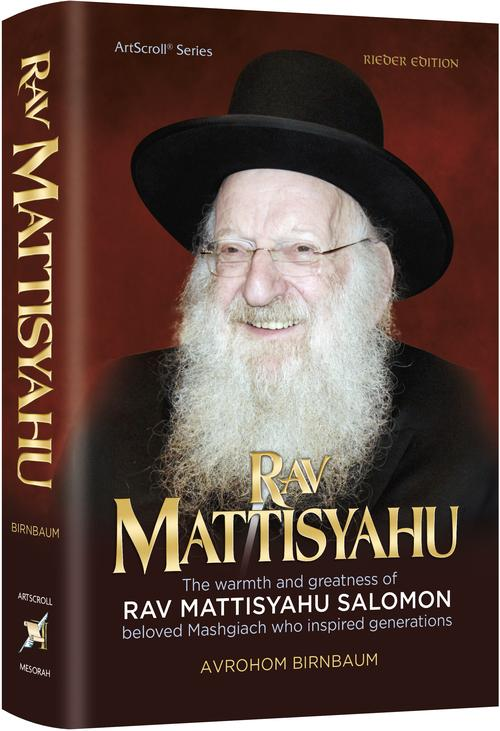 RAV MATTISYAHU
BIRNBAUM
ARTSCROLL
MESORAH
ArtScroll® Series
RIEDER EDITION
RAV
MATTISYAHU
The warmth and greatness of
RAV MATTISYAHU SALOMON
beloved Mashgiach who inspired generations
AVROHOM BIRNBAUM